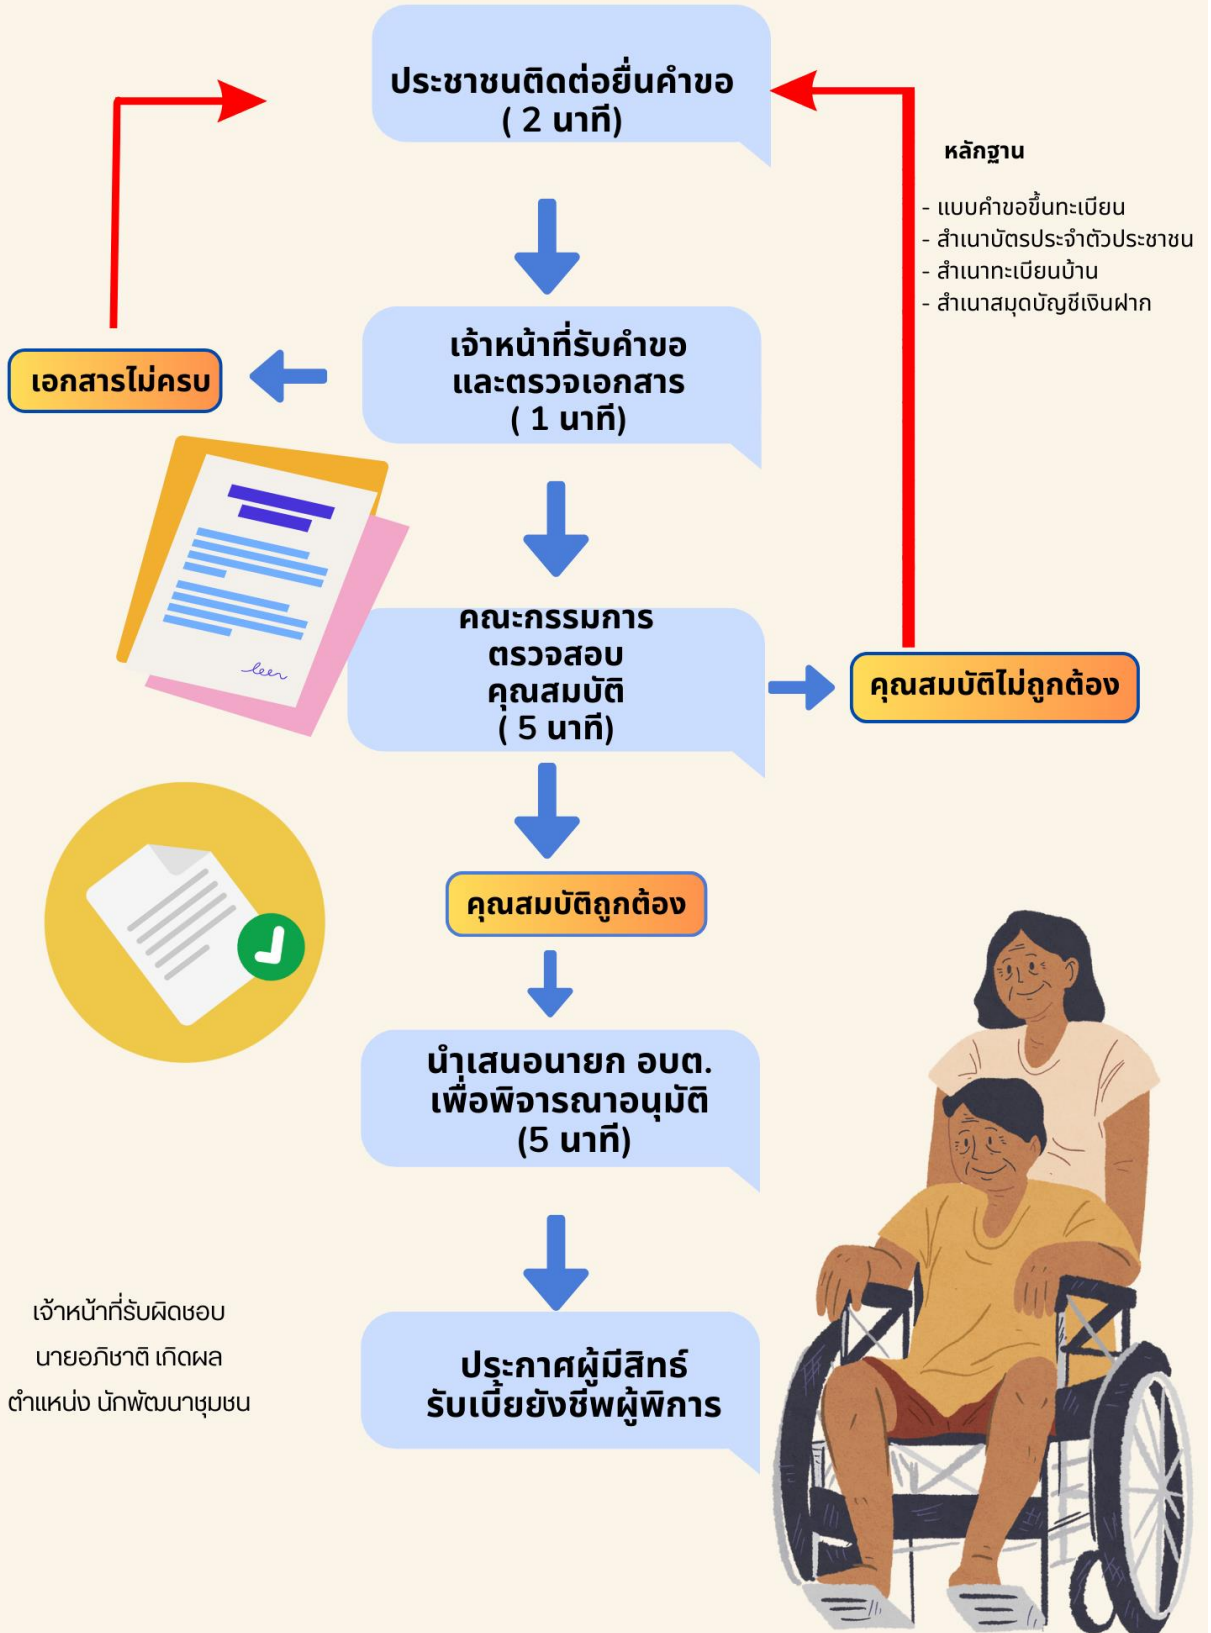 ประชาชนติดต่อยื่นคำขอ
( 2 นาที)
หลักฐาน
- แบบคำขอขึ้นทะเบียน
- สำเนาบัตรประจำตัวประชาชน
- สำเนาทะเบียนบ้าน
- สำเนาสมุดบัญชีเงินฝาก
เจ้าหน้าที่รับคำขอ
และตรวจเอกสาร
( 1 นาที)
เอกสารไม่ครบ
คณะกรรมการ
ตรวจสอบ
คุณสมบัติ
( 5 นาที)
คุณสมบัติไม่ถูกต้อง
คุณสมบัติถูกต้อง
นำเสนอนายก อบต.
เพื่อพิจารณาอนุมัติ
(5 นาที)
ประกาศผู้มีสิทธ์
รับเบี้ยยังชีพผู้พิการ
เจ้าหน้าที่รับผิดชอบ
นายอภิชาติ เกิดผล
ตำแหน่ง นักพัฒนาชุมชน